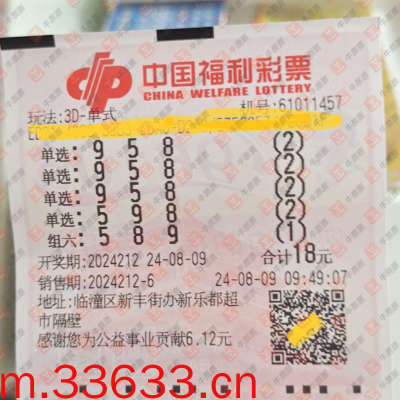 中国福利彩票
CHINA WELFARE LOTTERY
玩法:3D-单式 机号:61011457
单选: 9 5 8 (2)
单选: 9 5 8 (2)
单选: 5 9 8 (2)
单选: 5 9 8 (2)
组六: 5 8 9 (1)
开奖期:2024212 24-08-09 合计18元
销售期:2024212-6 24-08-09 09:49:07
地址:临潼区新丰街办新乐都超
市隔壁
感谢您为公益事业贡献6.12元
m.33633.cn